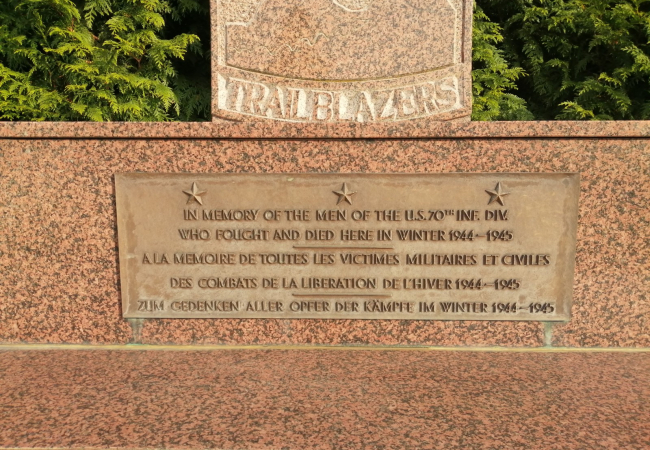 TRAILBLAZERS
IN MEMORY OF THE MEN OF THE U.S. 70TH INF. DIV.
WHO FOUGHT AND DIED HERE IN WINTER 1944-1945
A LA MEMOIRE DE TOUTES LES VICTIMES MILITAIRES ET CIVILES
DES COMBATS DE LA LIBERATION DE L'HIVER 1944-1945
ZUM GEDENKEN ALLER OPFER DER KÄMPFE IM WINTER 1944-1945